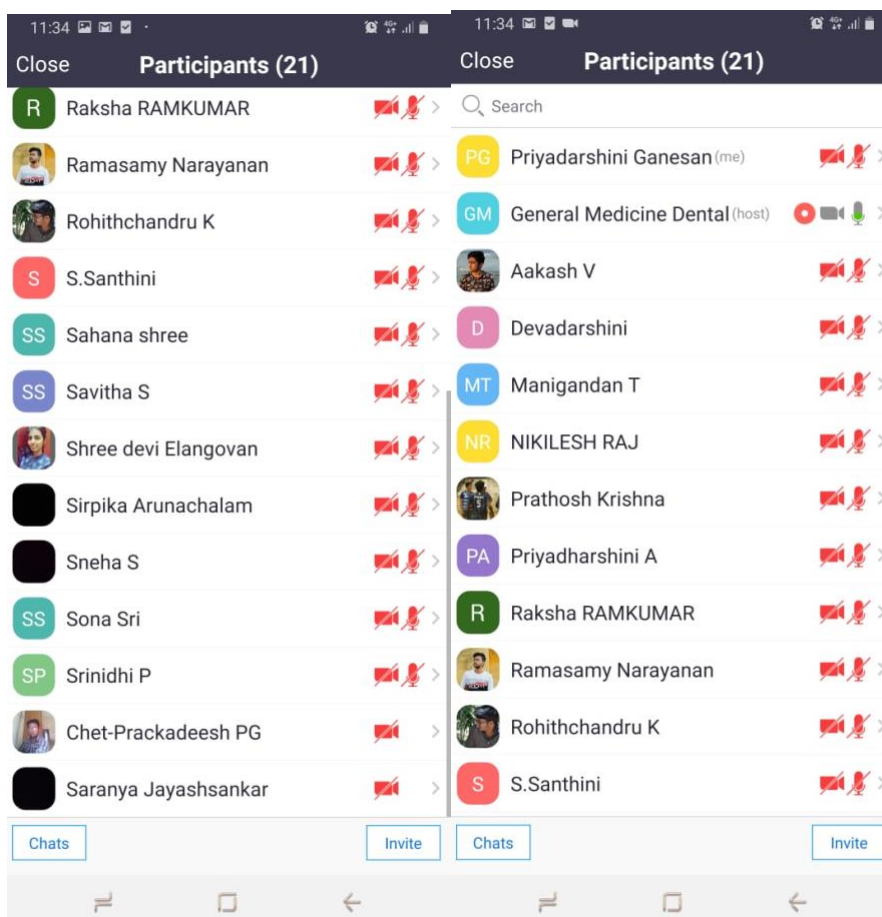 11:34
Close Participants (21)
R Raksha RAMKUMAR
Ramasamy Narayanan
Rohithchandru K
S S.Santhini
SS Sahana shree
SS Savitha S
Shree devi Elangovan
Sirpika Arunachalam
Sneha S
SS Sona Sri
SP Srinidhi P
Chet-Prackadeesh PG
Saranya Jayashsankar
Chats Invite
11:34
Close Participants (21)
Search
PG Priyadarshini Ganesan (me)
GM General Medicine Dental (host)
Aakash V
D Devadarshini
MT Manigandan T
NR NIKILESH RAJ
Prathosh Krishna
PA Priyadharshini A
R Raksha RAMKUMAR
Ramasamy Narayanan
Rohithchandru K
S S.Santhini
Chats Invite